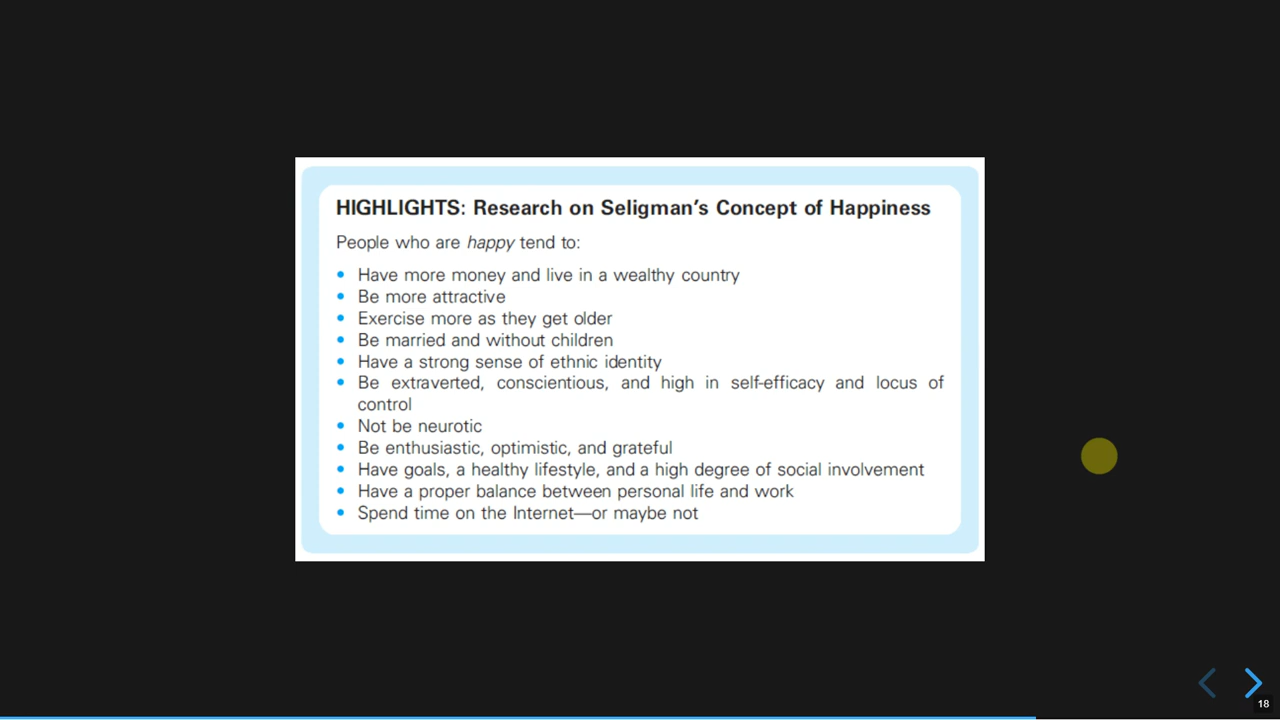 HIGHLIGHTS: Research on Seligman's Concept of Happiness
People who are happy tend to:
• Have more money and live in a wealthy country
• Be more attractive
• Exercise more as they get older
• Be married and without children
• Have a strong sense of ethnic identity
• Be extraverted, conscientious, and high in self-efficacy and locus of
control
• Not be neurotic
• Be enthusiastic, optimistic, and grateful
• Have goals, a healthy lifestyle, and a high degree of social involvement
• Have a proper balance between personal life and work
• Spend time on the Internet—or maybe not
18